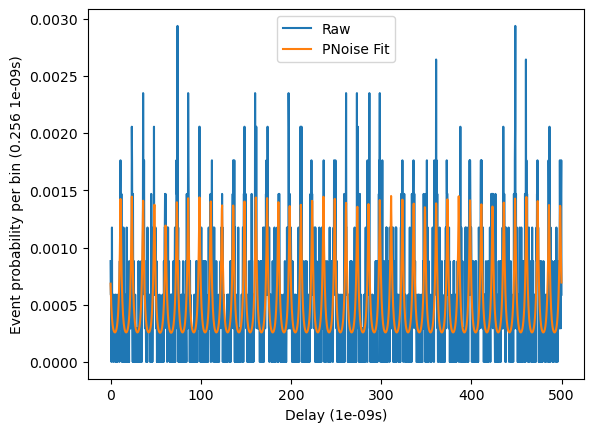 Raw
PNoise Fit
Event probability per bin (0.256 1e-09s)
0.0030
0.0025
0.0020
0.0015
0.0010
0.0005
0.0000
0 100 200 300 400 500
Delay (1e-09s)